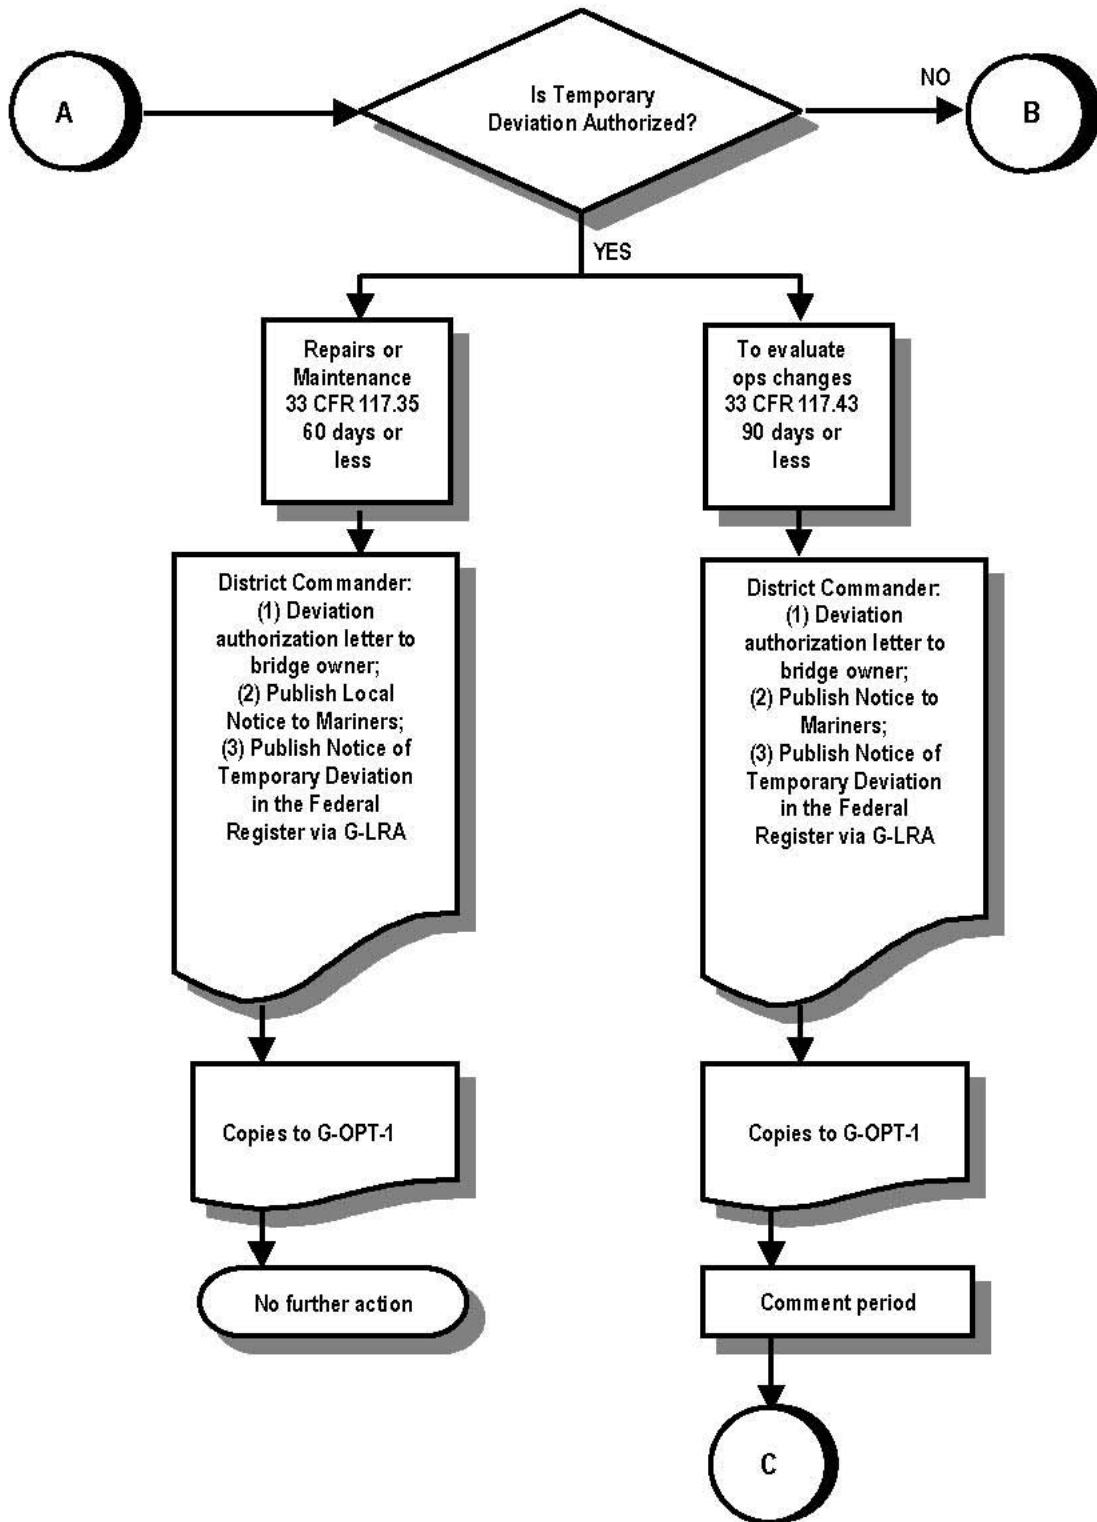 A
Is Temporary
Deviation Authorized?
NO
B
YES
Repairs or
Maintenance
33 CFR 117.35
60 days or
less
To evaluate
ops changes
33 CFR 117.43
90 days or
less
District Commander:
(1) Deviation
authorization letter to
bridge owner;
(2) Publish Local
Notice to Mariners;
(3) Publish Notice of
Temporary Deviation
in the Federal
Register via G-LRA
District Commander:
(1) Deviation
authorization letter to
bridge owner;
(2) Publish Notice to
Mariners;
(3) Publish Notice of
Temporary Deviation
in the Federal
Register via G-LRA
Copies to G-OPT-1
Copies to G-OPT-1
No further action
Comment period
C